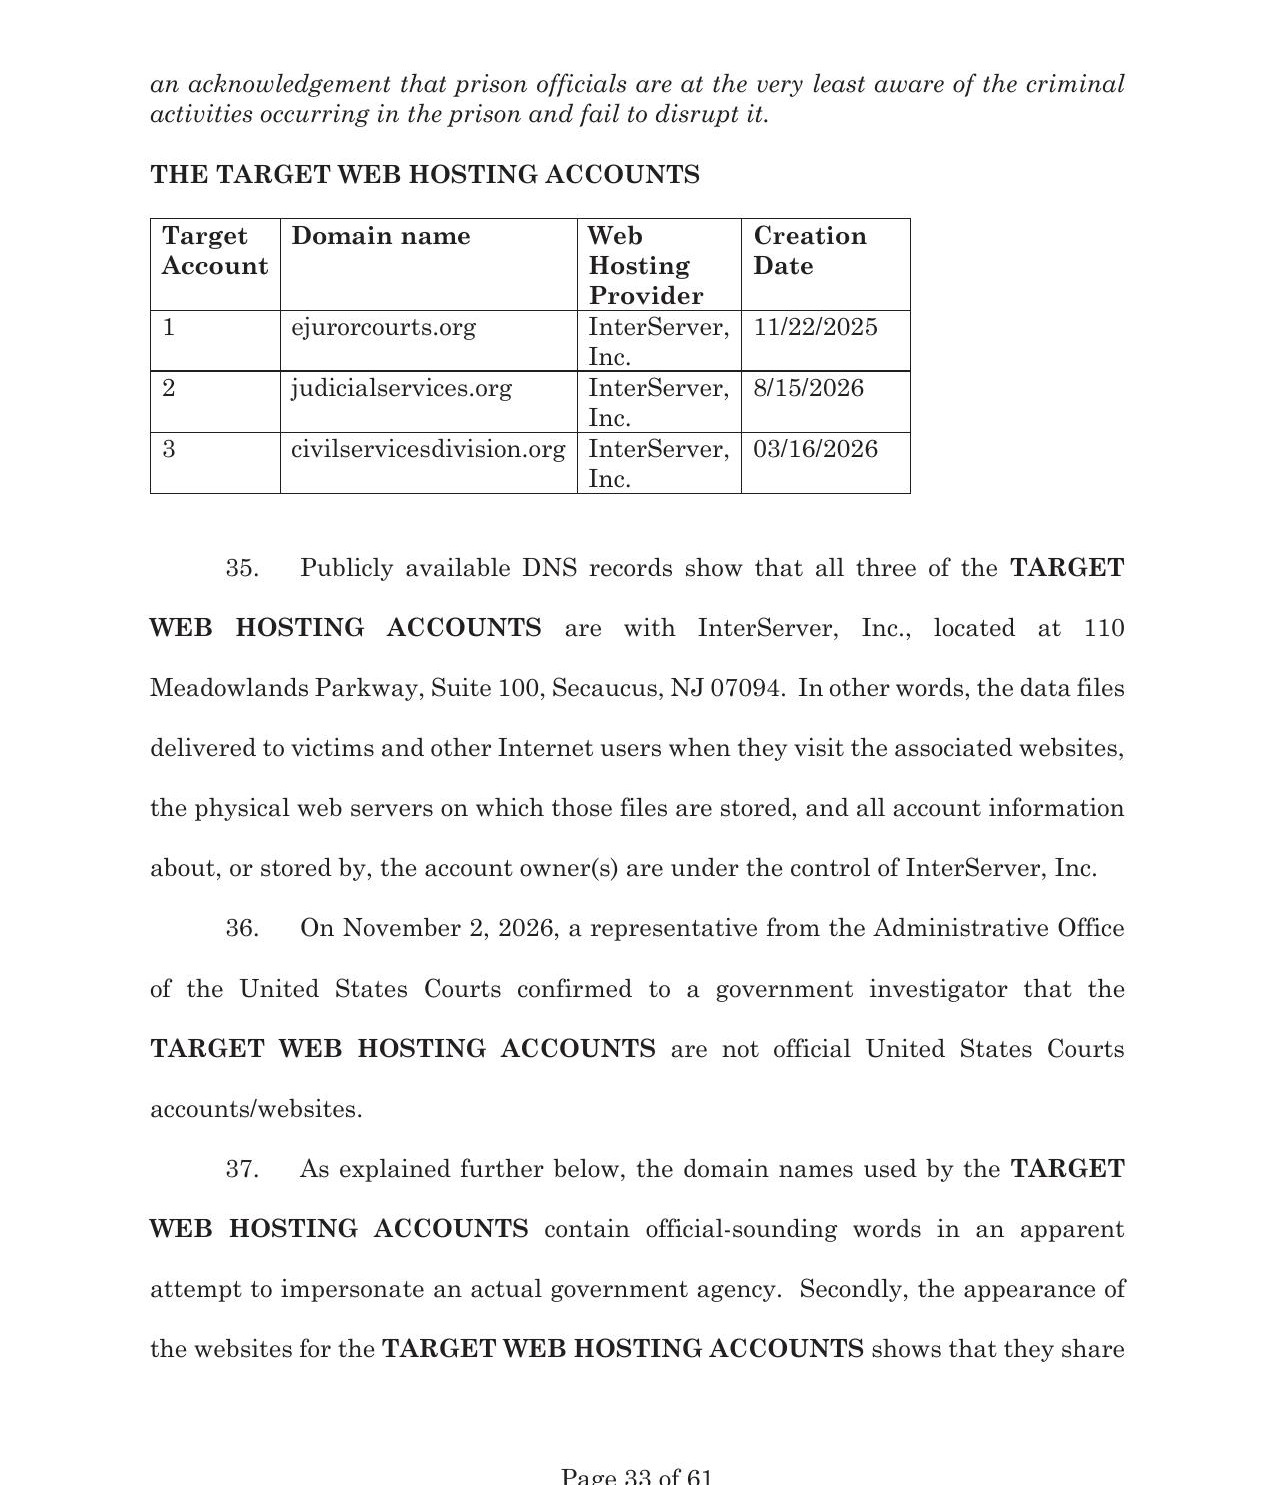 an acknowledgement that prison officials are at the very least aware of the criminal
activities occurring in the prison and fail to disrupt it.
THE TARGET WEB HOSTING ACCOUNTS
Target Account Domain name Web Hosting Provider Creation Date
1 ejurorcourts.org InterServer, Inc. 11/22/2025
2 judicialservices.org InterServer, Inc. 8/15/2026
3 civilservicesdivision.org InterServer, Inc. 03/16/2026
35. Publicly available DNS records show that all three of the TARGET
WEB HOSTING ACCOUNTS are with InterServer, Inc., located at 110
Meadowlands Parkway, Suite 100, Secaucus, NJ 07094. In other words, the data files
delivered to victims and other Internet users when they visit the associated websites,
the physical web servers on which those files are stored, and all account information
about, or stored by, the account owner(s) are under the control of InterServer, Inc.
36. On November 2, 2026, a representative from the Administrative Office
of the United States Courts confirmed to a government investigator that the
TARGET WEB HOSTING ACCOUNTS are not official United States Courts
accounts/websites.
37. As explained further below, the domain names used by the TARGET
WEB HOSTING ACCOUNTS contain official-sounding words in an apparent
attempt to impersonate an actual government agency. Secondly, the appearance of
the websites for the TARGET WEB HOSTING ACCOUNTS shows that they share
Page 33 of 61